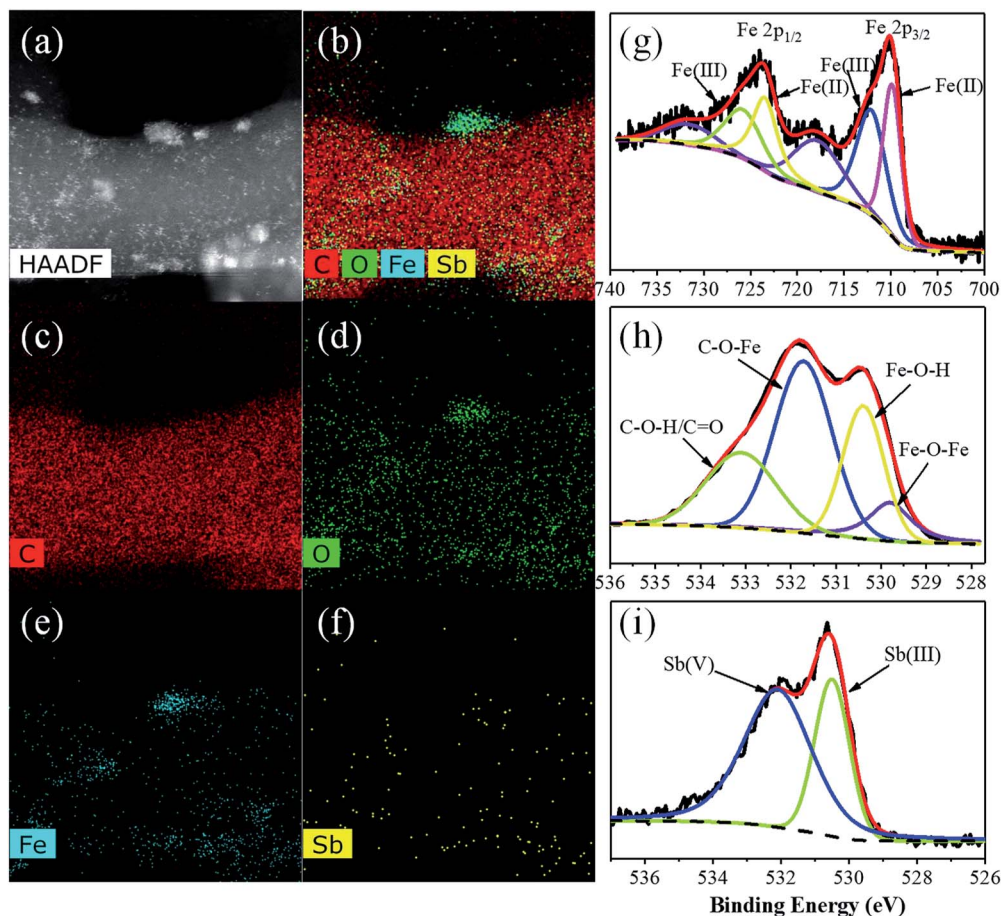 (a)
HAADF
(b)
C O Fe Sb
(c)
C
(d)
O
(e)
Fe
(f)
Sb
(g)
Fe 2p1/2
Fe 2p3/2
Fe(III)
Fe(II)
Fe(III)
Fe(II)
740 735 730 725 720 715 710 705 700
(h)
C-O-Fe
Fe-O-H
C-O-H/C=O
Fe-O-Fe
536 535 534 533 532 531 530 529 528
(i)
Sb(V)
Sb(III)
536 534 532 530 528 526
Binding Energy (eV)